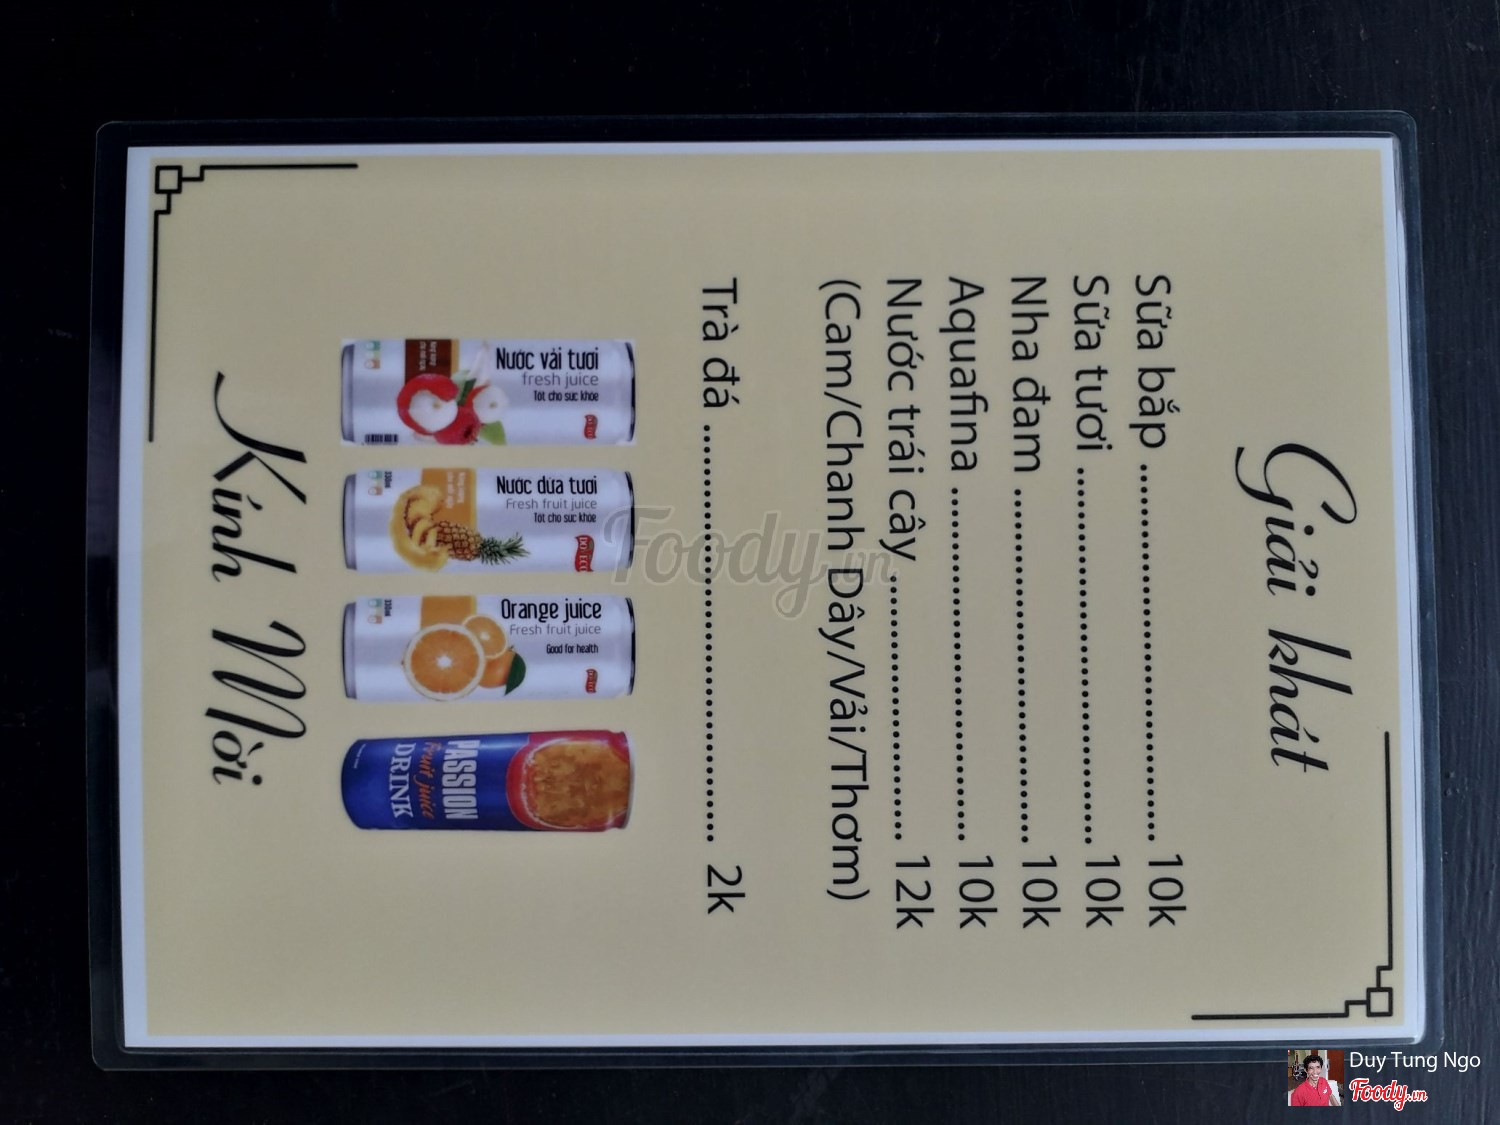 Giải khát
Sữa bắp ........................... 10k
Sữa tươi ........................... 10k
Nha đam ........................... 10k
Aquafina ........................... 10k
Nước trái cây ................... 12k
(Cam/Chanh Dây/Vải/Thơm)
Trà đá ............................... 2k
Nước vải tươi
fresh juice
Tốt cho sức khỏe
Nước dứa tươi
Fresh fruit juice
Tốt cho sức khỏe
330ml
Orange juice
Fresh fruit juice
Good for health
330ml
PASSION
fruit juice
DRINK
Kính Mời
Foody.vn
Duy Tung Ngo
Foody.vn